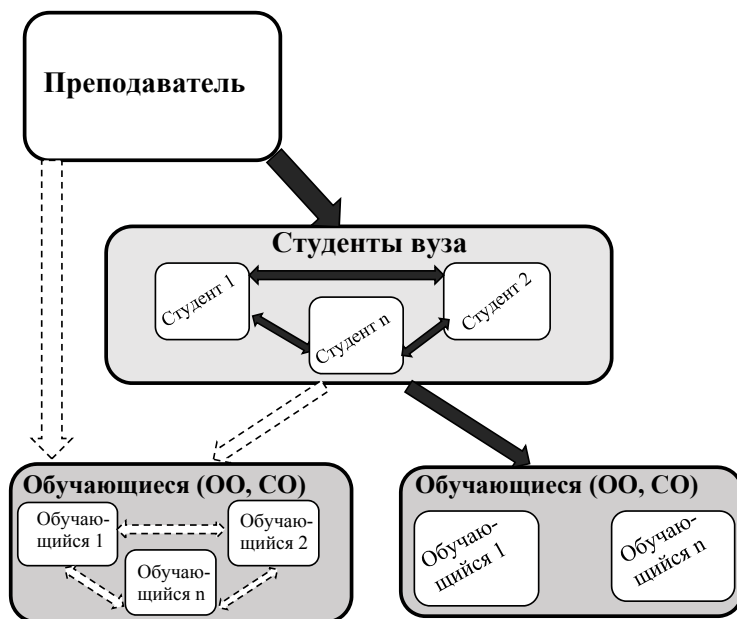 Преподаватель
Студенты вуза
Студент 1
Студент 2
Студент n
Обучающиеся (ОО, СО)
Обучаю-
щийся 1
Обучаю-
щийся 2
Обучаю-
щийся n
Обучающиеся (ОО, СО)
Обучаю-
щийся 1
Обучаю-
щийся n